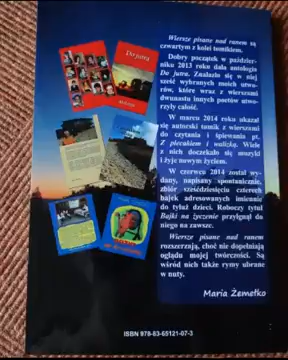 Wiersze pisane nad ranem są
czwartym z kolei tomikiem.
Dobry początek w paździer-
niku 2013 roku dała antologia
Do jutra. Znalazło się w niej
sześć wybranych moich utwo-
rów, które wraz z wierszami
dwunastu innych poetów utwo-
rzyły całość.
W marcu 2014 roku ukazał
się autorski tomik z wierszami
do czytania i śpiewania pt.
Z plecakiem i walizką. Wiele
z nich doczekało się muzyki
i żyje nowym życiem.
W czerwcu 2014 został wy-
dany, napisany spontanicznie,
zbiór sześćdziesięciu czterech
bajek adresowanych imiennie
do tyluż dzieci. Roboczy tytuł
Bajki na życzenie przylgnął do
niego na zawsze.
Wiersze pisane nad ranem
rozszerzają, choć nie dopełniają
oglądu mojej twórczości. Są
wśród nich także rymy ubrane
w nuty.
Maria Żemełko
ISBN 978-83-65121-07-3
Do jutra